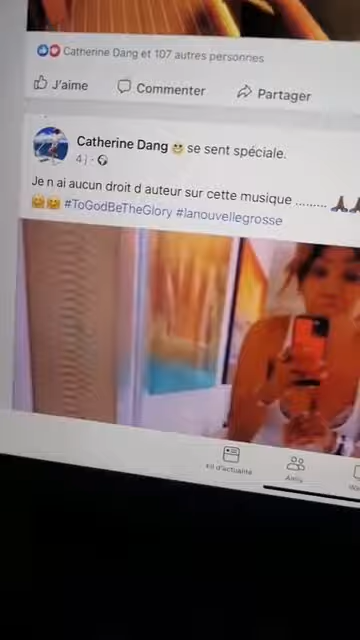 Catherine Dang et 107 autres personnes
J'aime Commenter Partager
Catherine Dang 😁 se sent spéciale.
4 j
Je n ai aucun droit d auteur sur cette musique ......... 🙏🙏
😊😊 #ToGodBeTheGlory #lanouvellegrosse
Fil d'actualité Amis